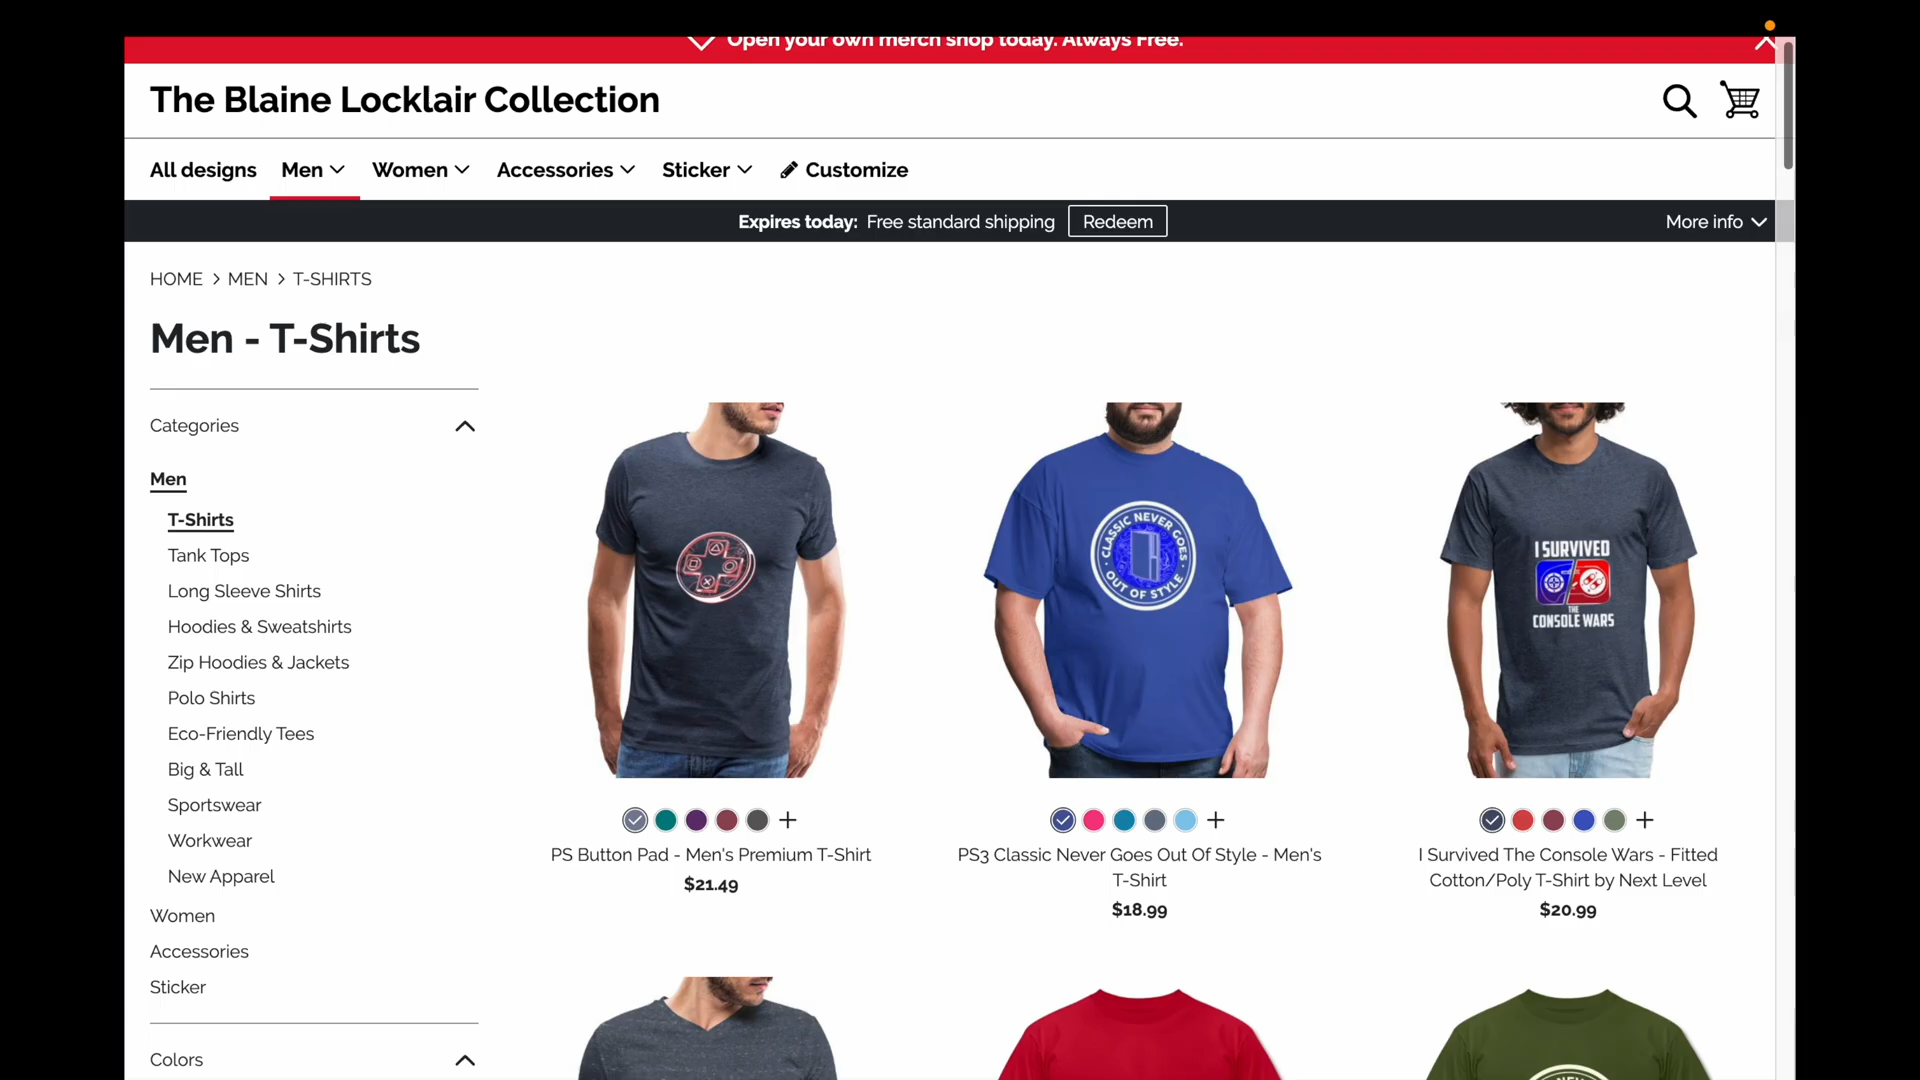 Open your own merch shop today. Always Free.
The Blaine Locklair Collection
All designs
Men
Women
Accessories
Sticker
Customize
Expires today: Free standard shipping
Redeem
More info
HOME > MEN > T-SHIRTS
Men - T-Shirts
Categories
Men
T-Shirts
Tank Tops
Long Sleeve Shirts
Hoodies & Sweatshirts
Zip Hoodies & Jackets
Polo Shirts
Eco-Friendly Tees
Big & Tall
Sportswear
Workwear
New Apparel
Women
Accessories
Sticker
Colors
PS Button Pad - Men's Premium T-Shirt
$21.49
CLASSIC NEVER GOES
OUT OF STYLE
PS3 Classic Never Goes Out Of Style - Men's
T-Shirt
$18.99
I SURVIVED
THE
CONSOLE WARS
I Survived The Console Wars - Fitted
Cotton/Poly T-Shirt by Next Level
$20.99